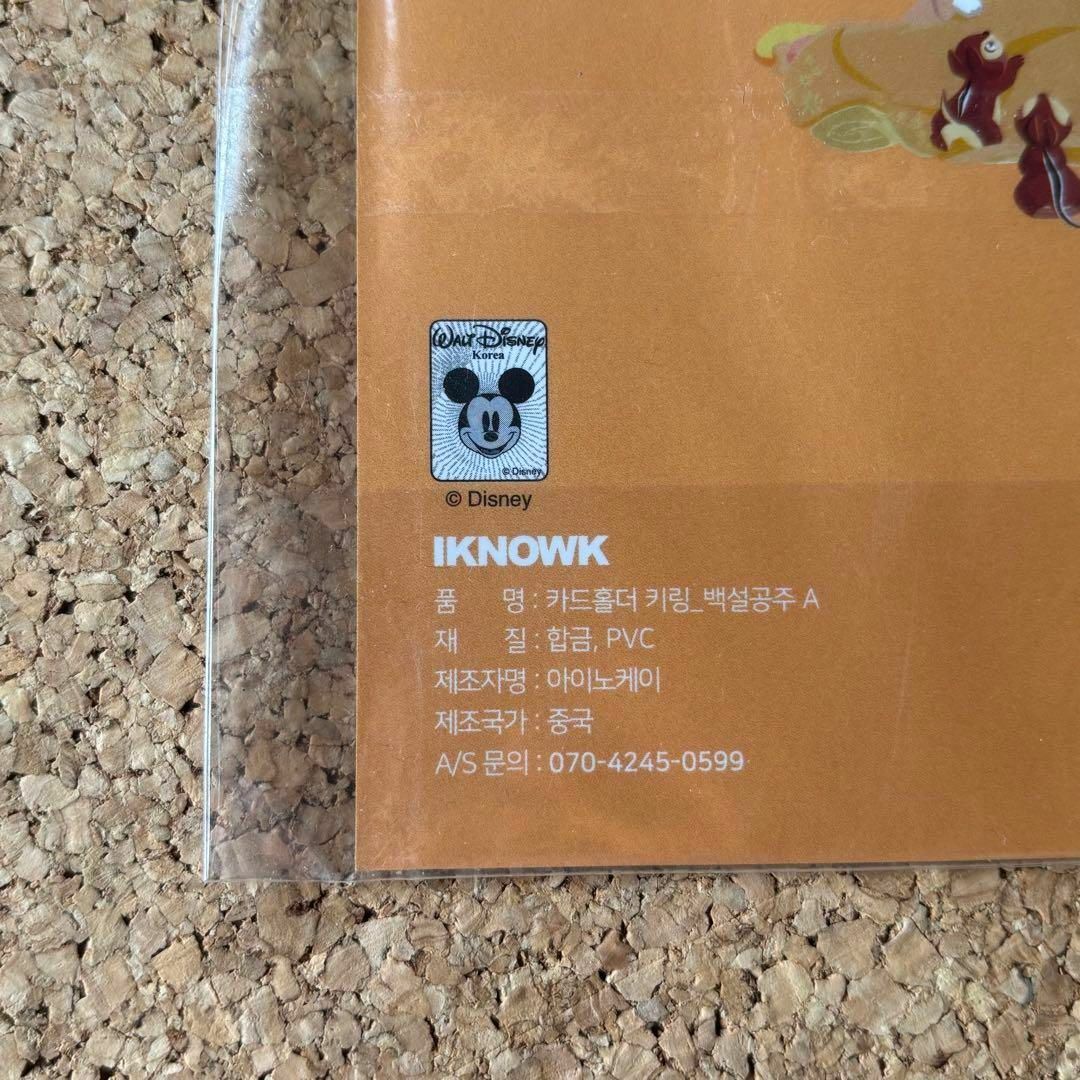 WALT DISNEY
Korea
© Disney
© Disney
IKNOWK
품 명 : 카드홀더 키링_백설공주 A
재 질 : 합금, PVC
제조자명 : 아이노케이
제조국가 : 중국
A/S 문의 : 070-4245-0599